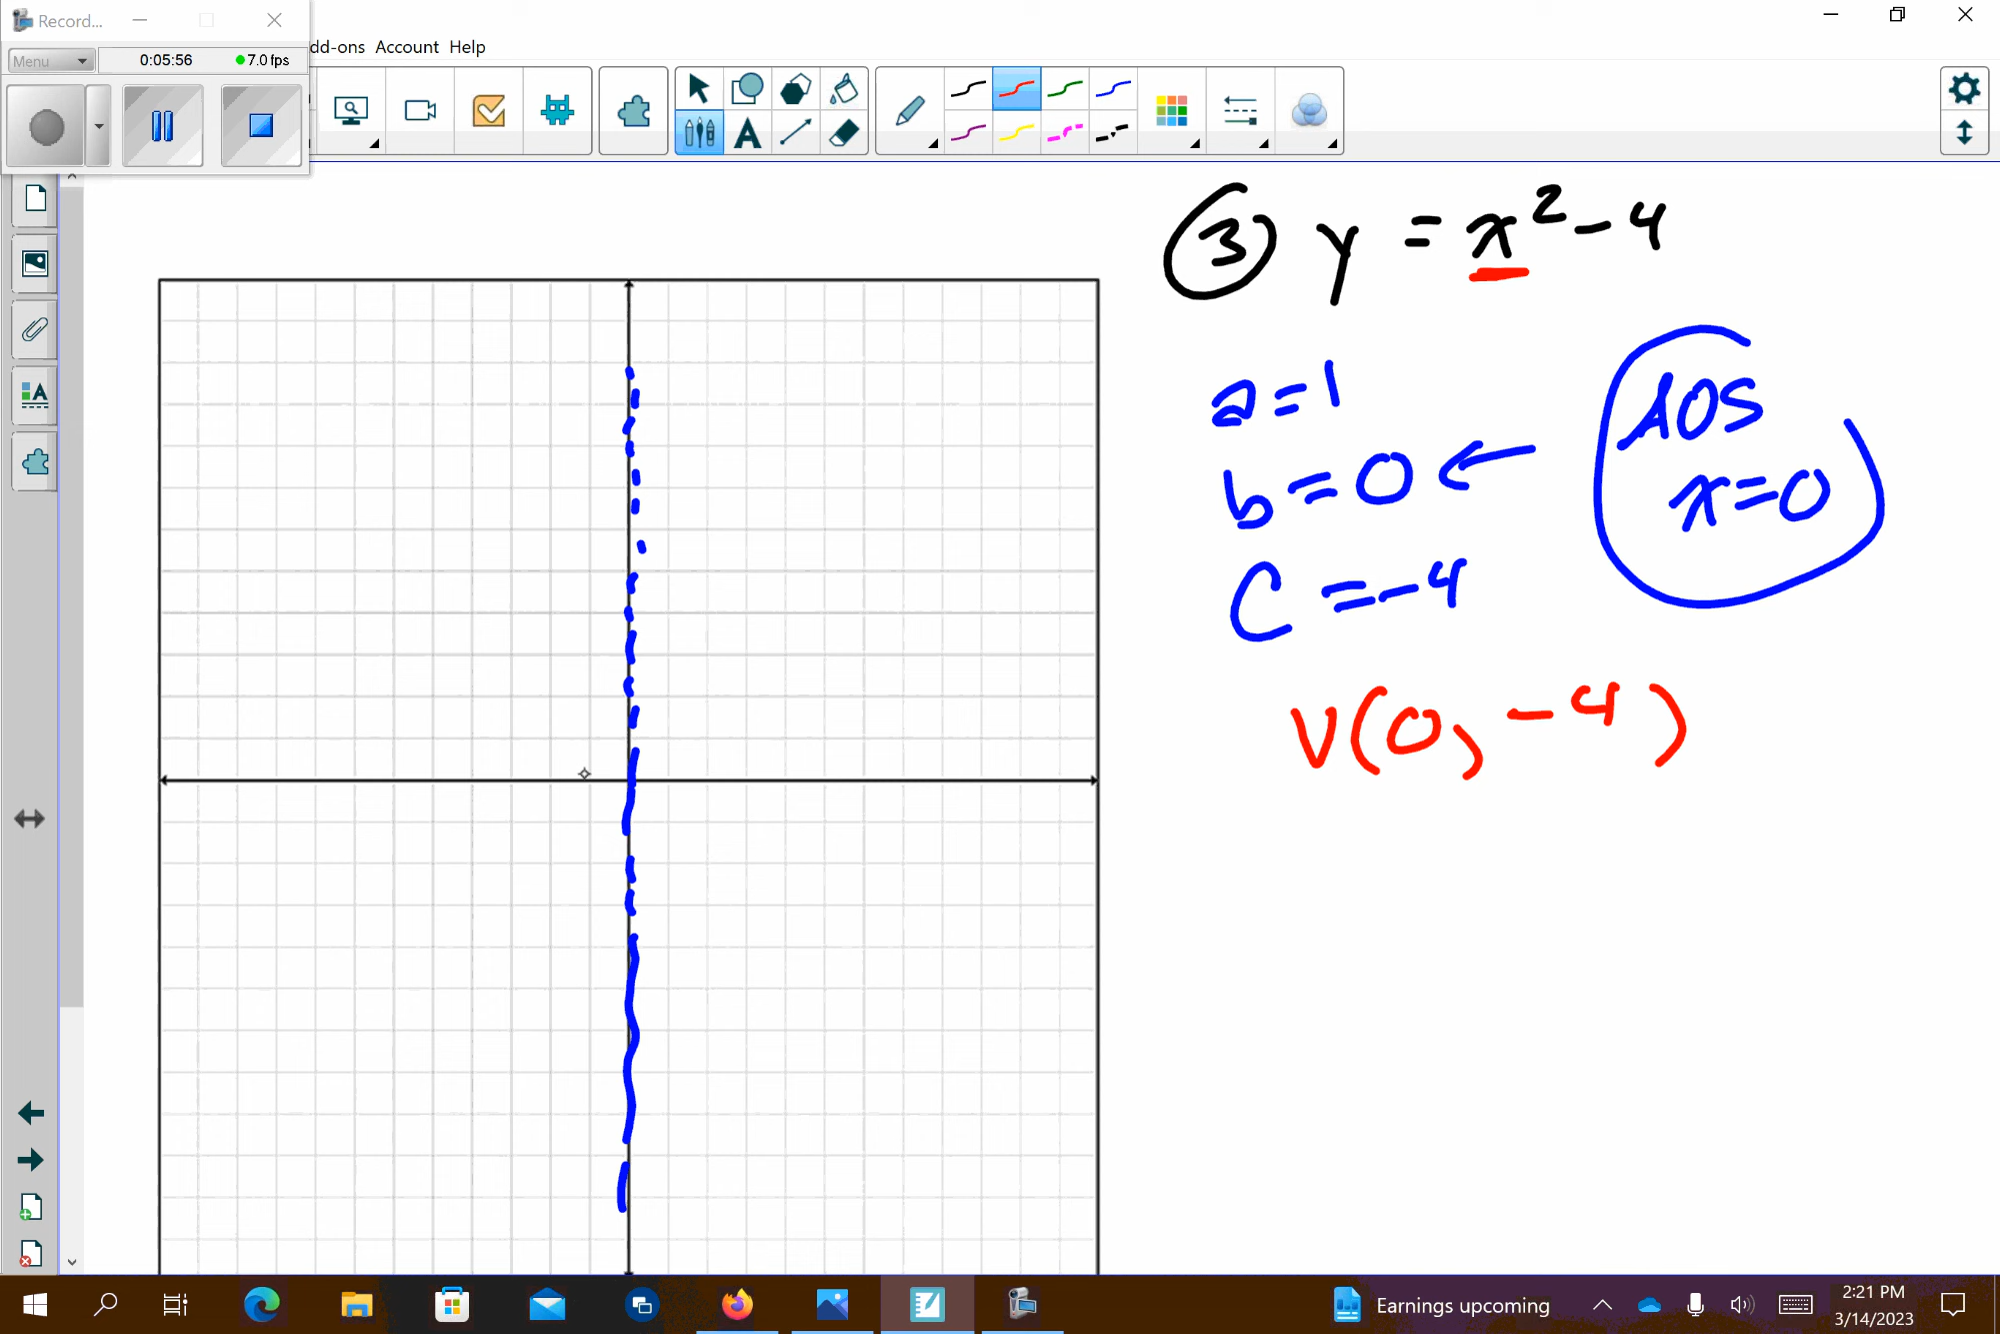 Record...
Menu
0:05:56
7.0 fps
dd-ons Account Help
3 y = x² - 4
a = 1
AOS
b = 0
x = 0
C = -4
V(0, -4)
Earnings upcoming
2:21 PM
3/14/2023